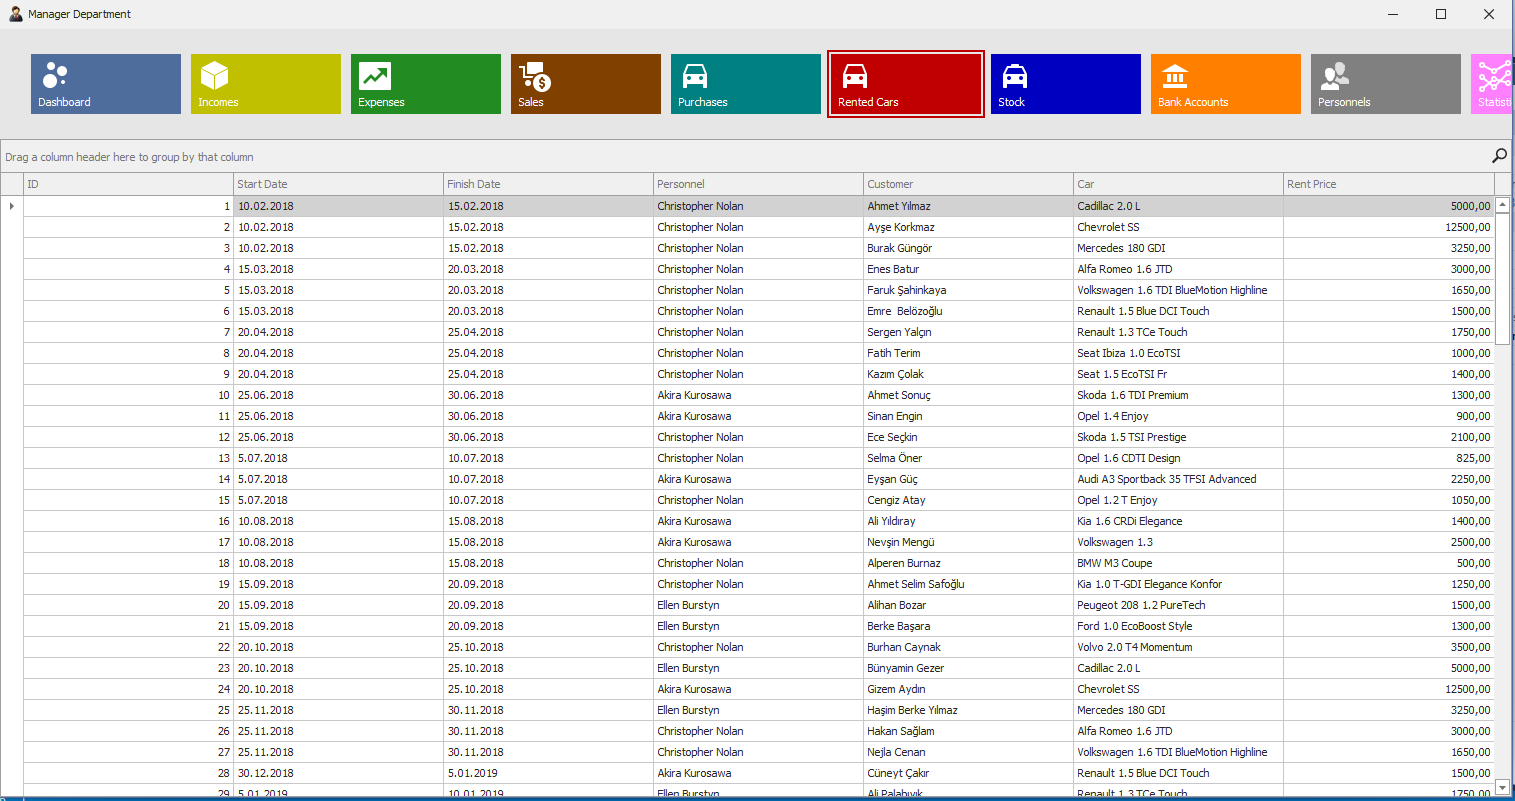 Manager Department
Dashboard Incomes Expenses Sales Purchases Rented Cars Stock Bank Accounts Personnels Statisti
Drag a column header here to group by that column
ID Start Date Finish Date Personnel Customer Car Rent Price
1 10.02.2018 15.02.2018 Christopher Nolan Ahmet Yılmaz Cadillac 2.0 L 5000,00
2 10.02.2018 15.02.2018 Christopher Nolan Ayşe Korkmaz Chevrolet SS 12500,00
3 10.02.2018 15.02.2018 Christopher Nolan Burak Güngör Mercedes 180 GDI 3250,00
4 15.03.2018 20.03.2018 Christopher Nolan Enes Batur Alfa Romeo 1.6 JTD 3000,00
5 15.03.2018 20.03.2018 Christopher Nolan Faruk Şahinkaya Volkswagen 1.6 TDI BlueMotion Highline 1650,00
6 15.03.2018 20.03.2018 Christopher Nolan Emre  Belözoğlu Renault 1.5 Blue DCI Touch 1500,00
7 20.04.2018 25.04.2018 Christopher Nolan Sergen Yalçın Renault 1.3 TCe Touch 1750,00
8 20.04.2018 25.04.2018 Christopher Nolan Fatih Terim Seat Ibiza 1.0 EcoTSI 1000,00
9 20.04.2018 25.04.2018 Christopher Nolan Kazım Çolak Seat 1.5 EcoTSI Fr 1400,00
10 25.06.2018 30.06.2018 Akira Kurosawa Ahmet Sonuç Skoda 1.6 TDI Premium 1300,00
11 25.06.2018 30.06.2018 Akira Kurosawa Sinan Engin Opel 1.4 Enjoy 900,00
12 25.06.2018 30.06.2018 Christopher Nolan Ece Seçkin Skoda 1.5 TSI Prestige 2100,00
13 5.07.2018 10.07.2018 Christopher Nolan Selma Öner Opel 1.6 CDTI Design 825,00
14 5.07.2018 10.07.2018 Akira Kurosawa Eyşan Güç Audi A3 Sportback 35 TFSI Advanced 2250,00
15 5.07.2018 10.07.2018 Christopher Nolan Cengiz Atay Opel 1.2 T Enjoy 1050,00
16 10.08.2018 15.08.2018 Akira Kurosawa Ali Yıldıray Kia 1.6 CRDi Elegance 1400,00
17 10.08.2018 15.08.2018 Akira Kurosawa Nevşin Mengü Volkswagen 1.3 2500,00
18 10.08.2018 15.08.2018 Christopher Nolan Alperen Burnaz BMW M3 Coupe 500,00
19 15.09.2018 20.09.2018 Christopher Nolan Ahmet Selim Safoğlu Kia 1.0 T-GDI Elegance Konfor 1250,00
20 15.09.2018 20.09.2018 Ellen Burstyn Alihan Bozar Peugeot 208 1.2 PureTech 1500,00
21 15.09.2018 20.09.2018 Ellen Burstyn Berke Başara Ford 1.0 EcoBoost Style 1300,00
22 20.10.2018 25.10.2018 Christopher Nolan Burhan Caynak Volvo 2.0 T4 Momentum 3500,00
23 20.10.2018 25.10.2018 Ellen Burstyn Bünyamin Gezer Cadillac 2.0 L 5000,00
24 20.10.2018 25.10.2018 Akira Kurosawa Gizem Aydın Chevrolet SS 12500,00
25 25.11.2018 30.11.2018 Ellen Burstyn Haşim Berke Yılmaz Mercedes 180 GDI 3250,00
26 25.11.2018 30.11.2018 Christopher Nolan Hakan Sağlam Alfa Romeo 1.6 JTD 3000,00
27 25.11.2018 30.11.2018 Christopher Nolan Nejla Cenan Volkswagen 1.6 TDI BlueMotion Highline 1650,00
28 30.12.2018 5.01.2019 Akira Kurosawa Cüneyt Çakır Renault 1.5 Blue DCI Touch 1500,00
29 5.01.2019 10.01.2019 Ellen Burstyn Ali Palabıyık Renault 1.3 TCe Touch 1750,00